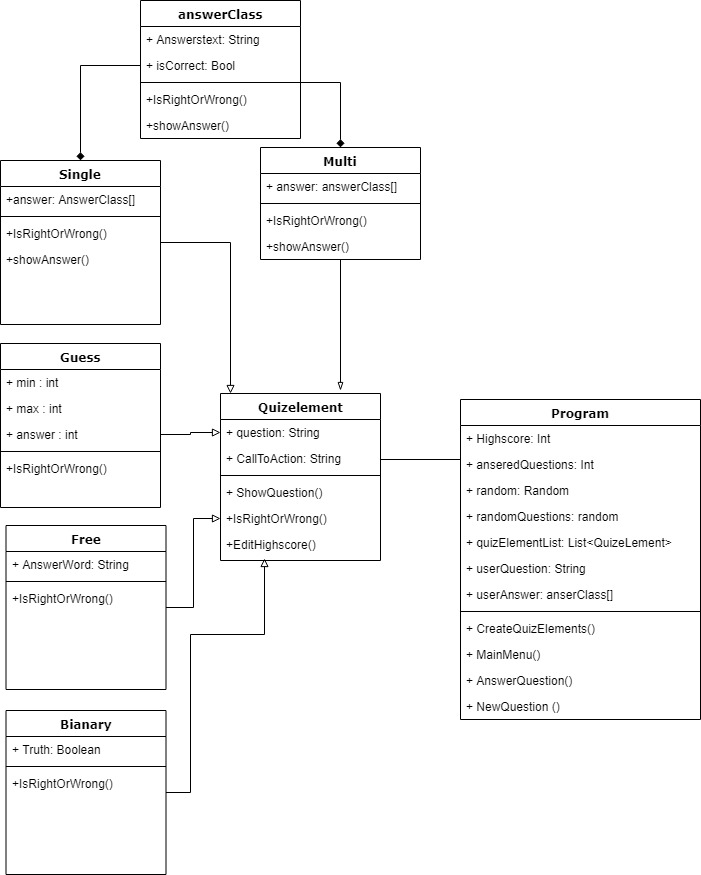 answerClass
+ Answerstext: String
+ isCorrect: Bool
+IsRightOrWrong()
+showAnswer()
Single
+answer: AnswerClass[]
+IsRightOrWrong()
+showAnswer()
Multi
+ answer: answerClass[]
+IsRightOrWrong()
+showAnswer()
Guess
+ min : int
+ max : int
+ answer : int
+IsRightOrWrong()
Quizelement
+ question: String
+ CallToAction: String
+ ShowQuestion()
+IsRightOrWrong()
+EditHighscore()
Program
+ Highscore: Int
+ anseredQuestions: Int
+ random: Random
+ randomQuestions: random
+ quizElementList: List<QuizeLement>
+ userQuestion: String
+ userAnswer: anserClass[]
+ CreateQuizElements()
+ MainMenu()
+ AnswerQuestion()
+ NewQuestion ()
Free
+ AnswerWord: String
+IsRightOrWrong()
Bianary
+ Truth: Boolean
+IsRightOrWrong()